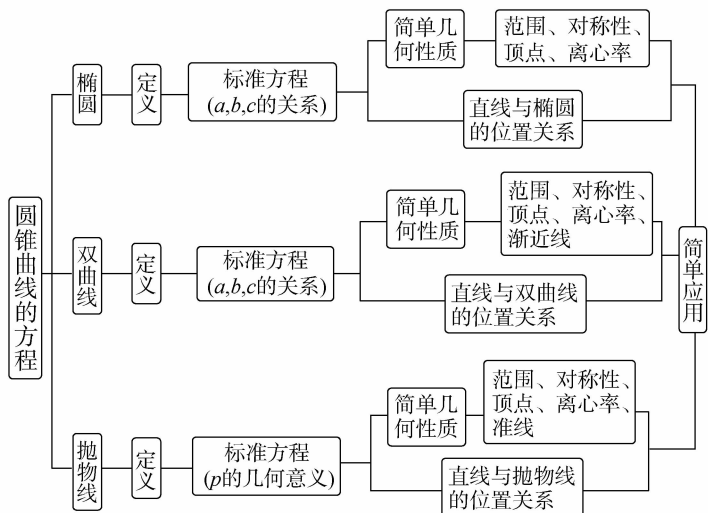 圆锥曲线的方程
椭圆
定义
标准方程
(a,b,c的关系)
简单几
何性质
范围、对称性、
顶点、离心率
直线与椭圆
的位置关系
双曲线
定义
标准方程
(a,b,c的关系)
简单几
何性质
范围、对称性、
顶点、离心率、
渐近线
直线与双曲线
的位置关系
抛物线
定义
标准方程
(p的几何意义)
简单几
何性质
范围、对称性、
顶点、离心率、
准线
直线与抛物线
的位置关系
简单应用